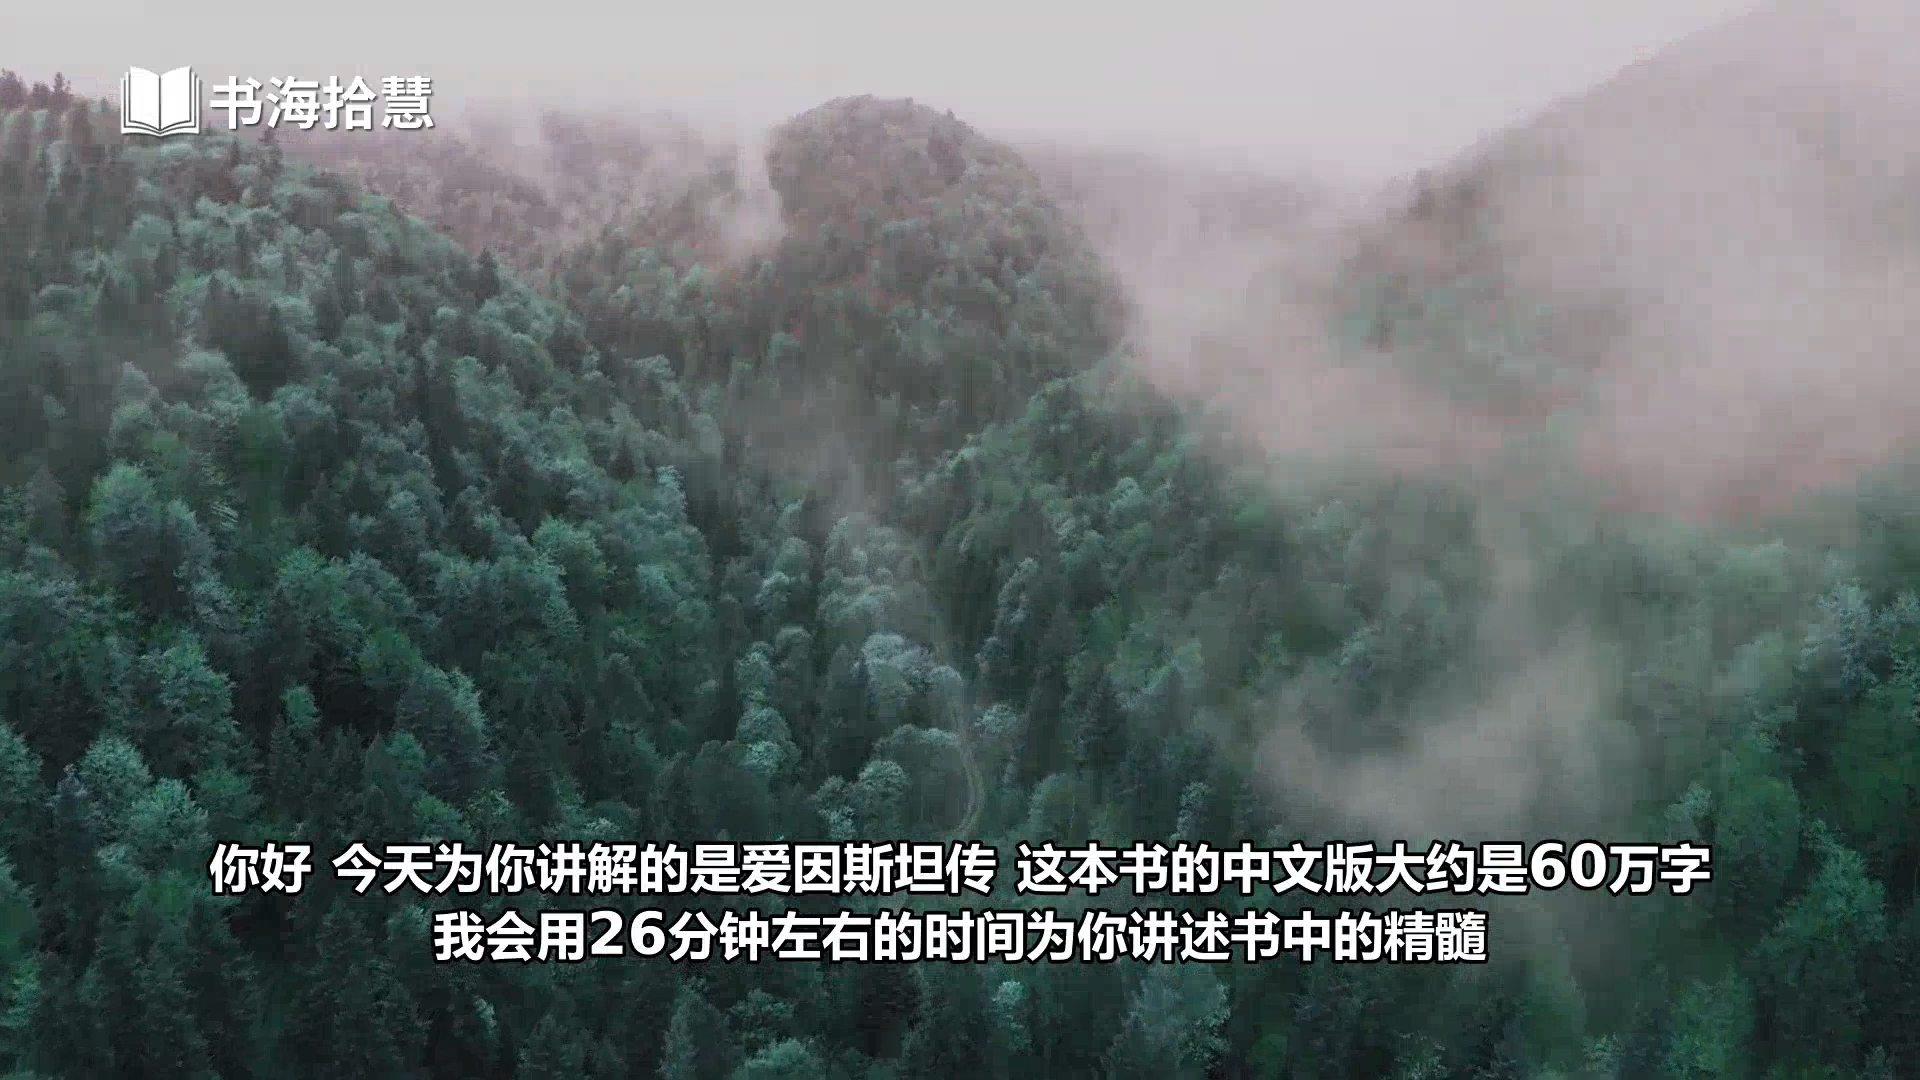 书海拾慧
你好 今天为你讲解的是爱因斯坦传 这本书的中文版大约是60万字
我会用26分钟左右的时间为你讲述书中的精髓